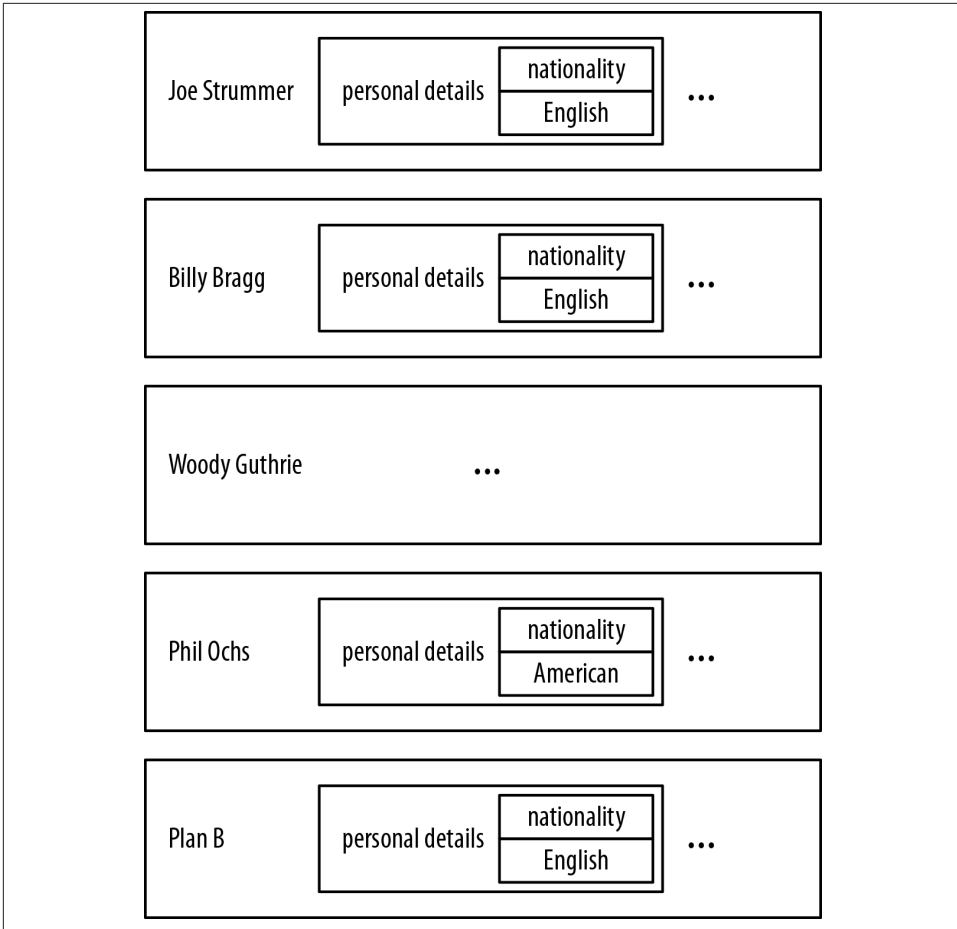 Joe Strummer
personal details
nationality
English
...
Billy Bragg
personal details
nationality
English
...
Woody Guthrie
...
Phil Ochs
personal details
nationality
American
...
Plan B
personal details
nationality
English
...